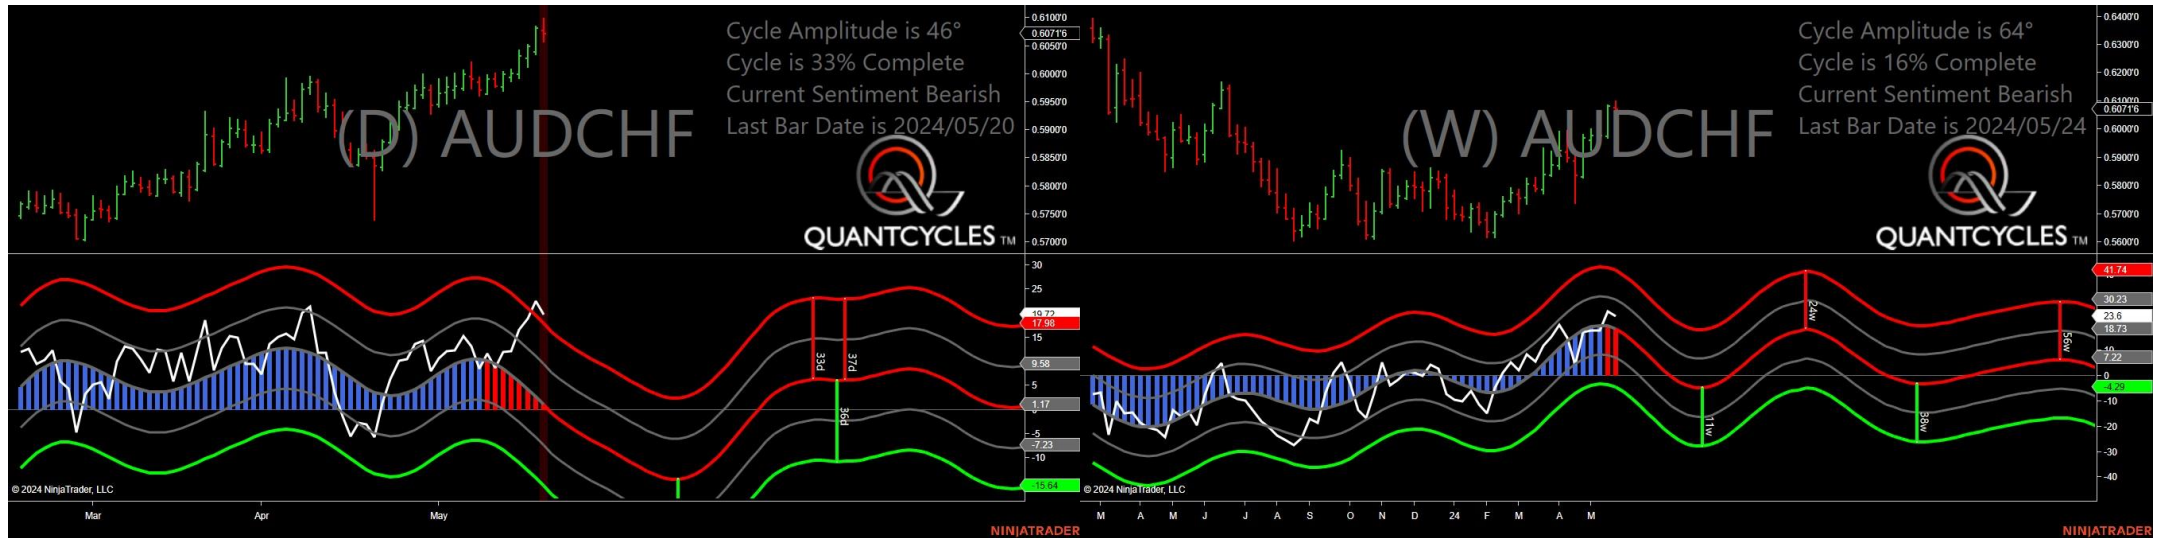 Cycle Amplitude is 46°
Cycle is 33% Complete
Current Sentiment Bearish
Last Bar Date is 2024/05/20
(D) AUDCHF
QUANTCYCLES TM
0.6100'0
0.6071'6
0.6050'0
0.6000'0
0.5950'0
0.5900'0
0.5850'0
0.5800'0
0.5750'0
0.5700'0
30
25
19.72
17.98
15
9.58
5
1.17
-5
-7.23
-10
-15.64
33d
37d
36d
© 2024 NinjaTrader, LLC
Mar
Apr
May
NINJATRADER
Cycle Amplitude is 64°
Cycle is 16% Complete
Current Sentiment Bearish
Last Bar Date is 2024/05/24
(W) AUDCHF
QUANTCYCLES TM
0.6400'0
0.6300'0
0.6200'0
0.6100'0
0.6071'6
0.6000'0
0.5900'0
0.5800'0
0.5700'0
0.5600'0
41.74
30.23
23.6
18.73
10
7.22
0
-4.29
-10
-20
-30
-40
11w
24w
38w
56w
© 2024 NinjaTrader, LLC
M A M J J A S O N D 24 F M A M
NINJATRADER